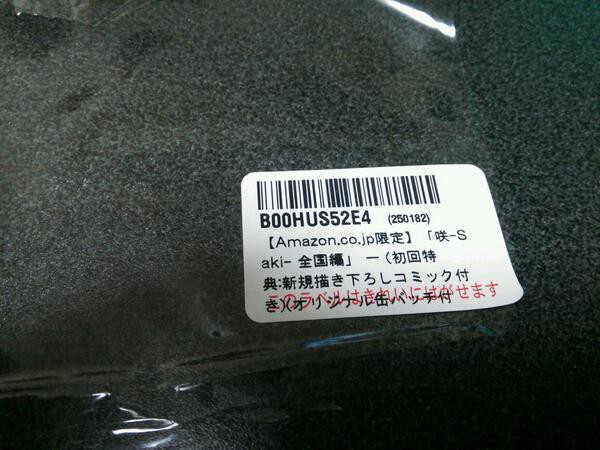 B00HUS52E4 (250182)
【Amazon.co.jp限定】 「咲-S
aki- 全国編」 一 (初回特
典:新規描き下ろしコミック付
き)(オリジナル缶バッチ付
このラベルはきれいにはがせます